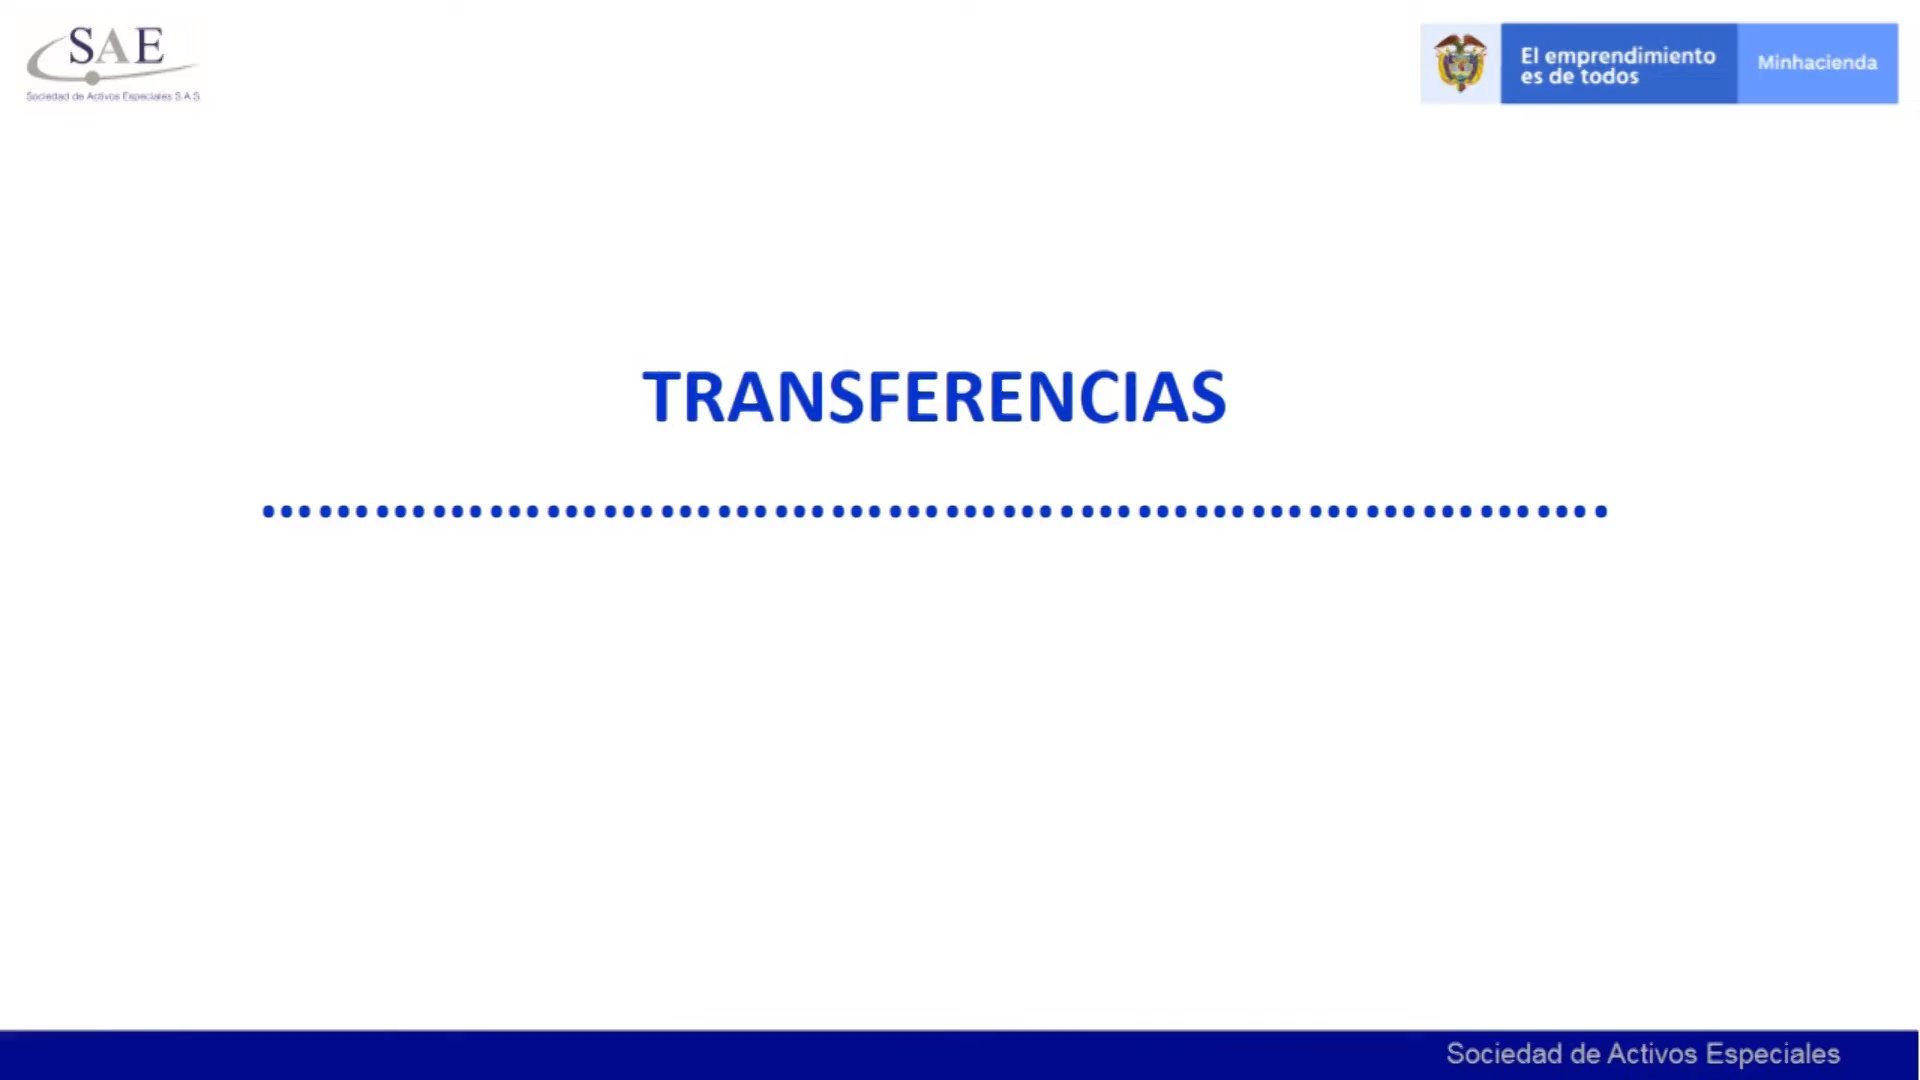 SAE
Sociedad de Activos Especiales S.A.S.
El emprendimiento
es de todos
Minhacienda
TRANSFERENCIAS
Sociedad de Activos Especiales